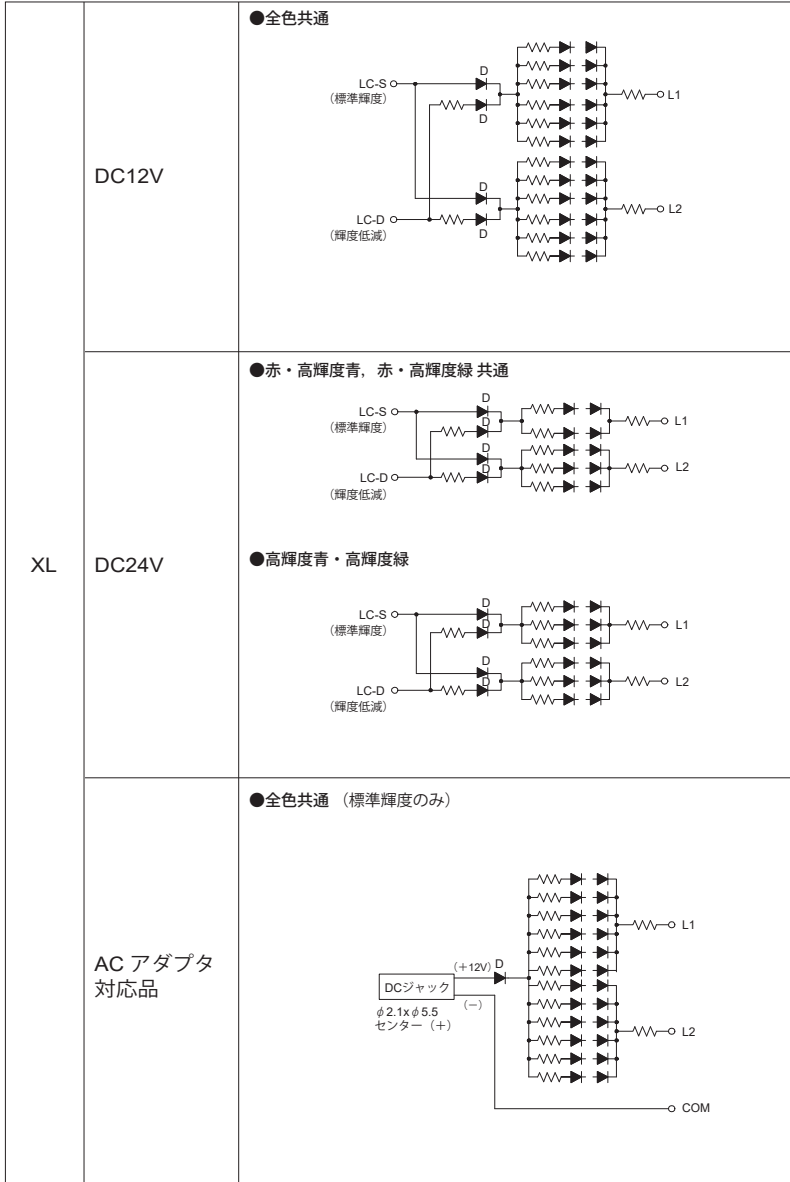 XL
DC12V
●全色共通
LC-S
（標準輝度）
D
D
L1
D
LC-D
（輝度低減）
D
L2
DC24V
●赤・高輝度青，赤・高輝度緑 共通
LC-S
（標準輝度）
D
D
L1
D
LC-D
（輝度低減）
D
L2
●高輝度青・高輝度緑
LC-S
（標準輝度）
D
D
L1
D
LC-D
（輝度低減）
D
L2
AC アダプタ
対応品
●全色共通 （標準輝度のみ）
L1
（＋12V） D
DCジャック
（－）
φ2.1xφ5.5
センター（＋）
L2
COM